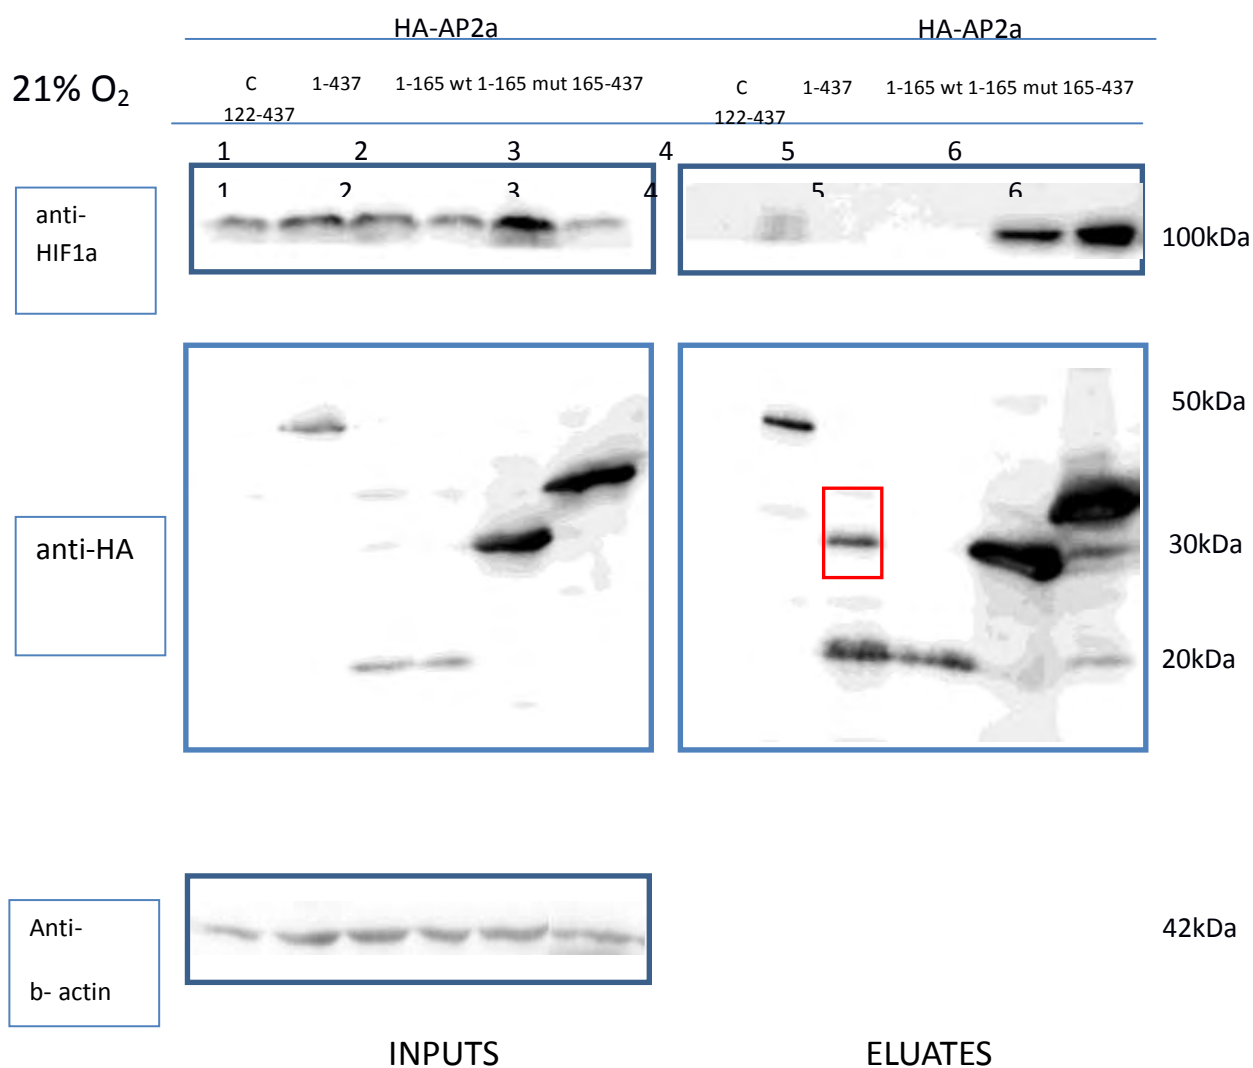 HA-AP2a HA-AP2a
21% O2
C 1-437 1-165 wt 1-165 mut 165-437 C 1-437 1-165 wt 1-165 mut 165-437
122-437 122-437
1 2 3 4 5 6
1 2 3 4 5 6
anti-
HIF1a
100kDa
50kDa
anti-HA
30kDa
20kDa
Anti-
b- actin
42kDa
INPUTS ELUATES